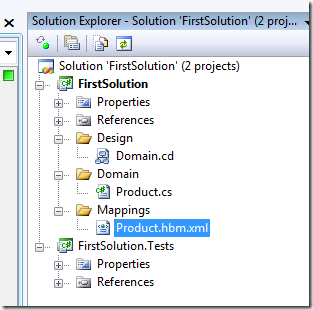 Solution Explorer - Solution 'FirstSolution' (2 proj...
Solution 'FirstSolution' (2 projects)
FirstSolution
Properties
References
Design
Domain.cd
Domain
Product.cs
Mappings
Product.hbm.xml
FirstSolution.Tests
Properties
References